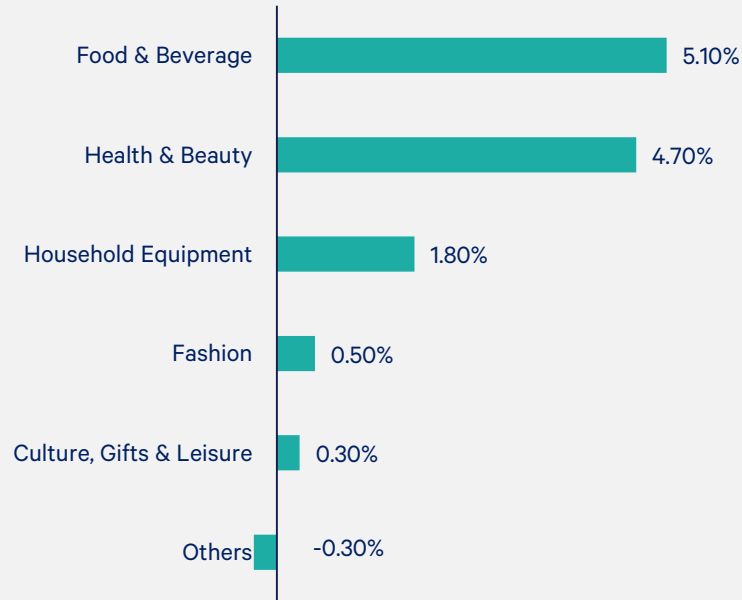 Food & Beverage 5.10%
Health & Beauty 4.70%
Household Equipment 1.80%
Fashion 0.50%
Culture, Gifts & Leisure 0.30%
Others -0.30%